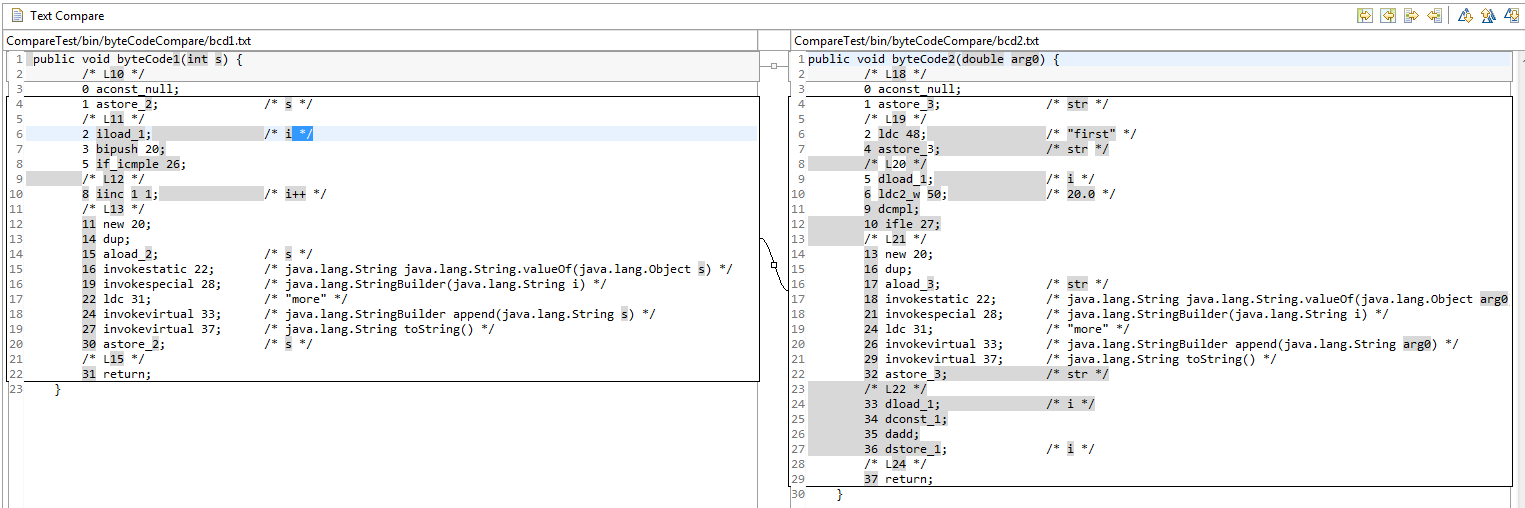 Text Compare
CompareTest/bin/byteCodeCompare/bcd1.txt
1 public void byteCode1(int s) {
2 /* L10 */
3 0 aconst_null;
4 1 astore_2; /* s */
5 /* L11 */
6 2 iload_1; /* i */
7 3 bipush 20;
8 5 if_icmple 26;
9 /* L12 */
10 8 iinc 1 1; /* i++ */
11 /* L13 */
12 11 new 20;
13 14 dup;
14 15 aload_2; /* s */
15 16 invokestatic 22; /* java.lang.String java.lang.String.valueOf(java.lang.Object s) */
16 19 invokespecial 28; /* java.lang.StringBuilder(java.lang.String i) */
17 22 ldc 31; /* "more" */
18 24 invokevirtual 33; /* java.lang.StringBuilder append(java.lang.String s) */
19 27 invokevirtual 37; /* java.lang.String toString() */
20 30 astore_2; /* s */
21 /* L15 */
22 31 return;
23 }
CompareTest/bin/byteCodeCompare/bcd2.txt
1 public void byteCode2(double arg0) {
2 /* L18 */
3 0 aconst_null;
4 1 astore_3; /* str */
5 /* L19 */
6 2 ldc 48; /* "first" */
7 4 astore_3; /* str */
8 /* L20 */
9 5 dload_1; /* i */
10 6 ldc2_w 50; /* 20.0 */
11 9 dcmpl;
12 10 ifle 27;
13 /* L21 */
14 13 new 20;
15 16 dup;
16 17 aload_3; /* str */
17 18 invokestatic 22; /* java.lang.String java.lang.String.valueOf(java.lang.Object arg0
18 21 invokespecial 28; /* java.lang.StringBuilder(java.lang.String i) */
19 24 ldc 31; /* "more" */
20 26 invokevirtual 33; /* java.lang.StringBuilder append(java.lang.String arg0) */
21 29 invokevirtual 37; /* java.lang.String toString() */
22 32 astore_3; /* str */
23 /* L22 */
24 33 dload_1; /* i */
25 34 dconst_1;
26 35 dadd;
27 36 dstore_1; /* i */
28 /* L24 */
29 37 return;
30 }